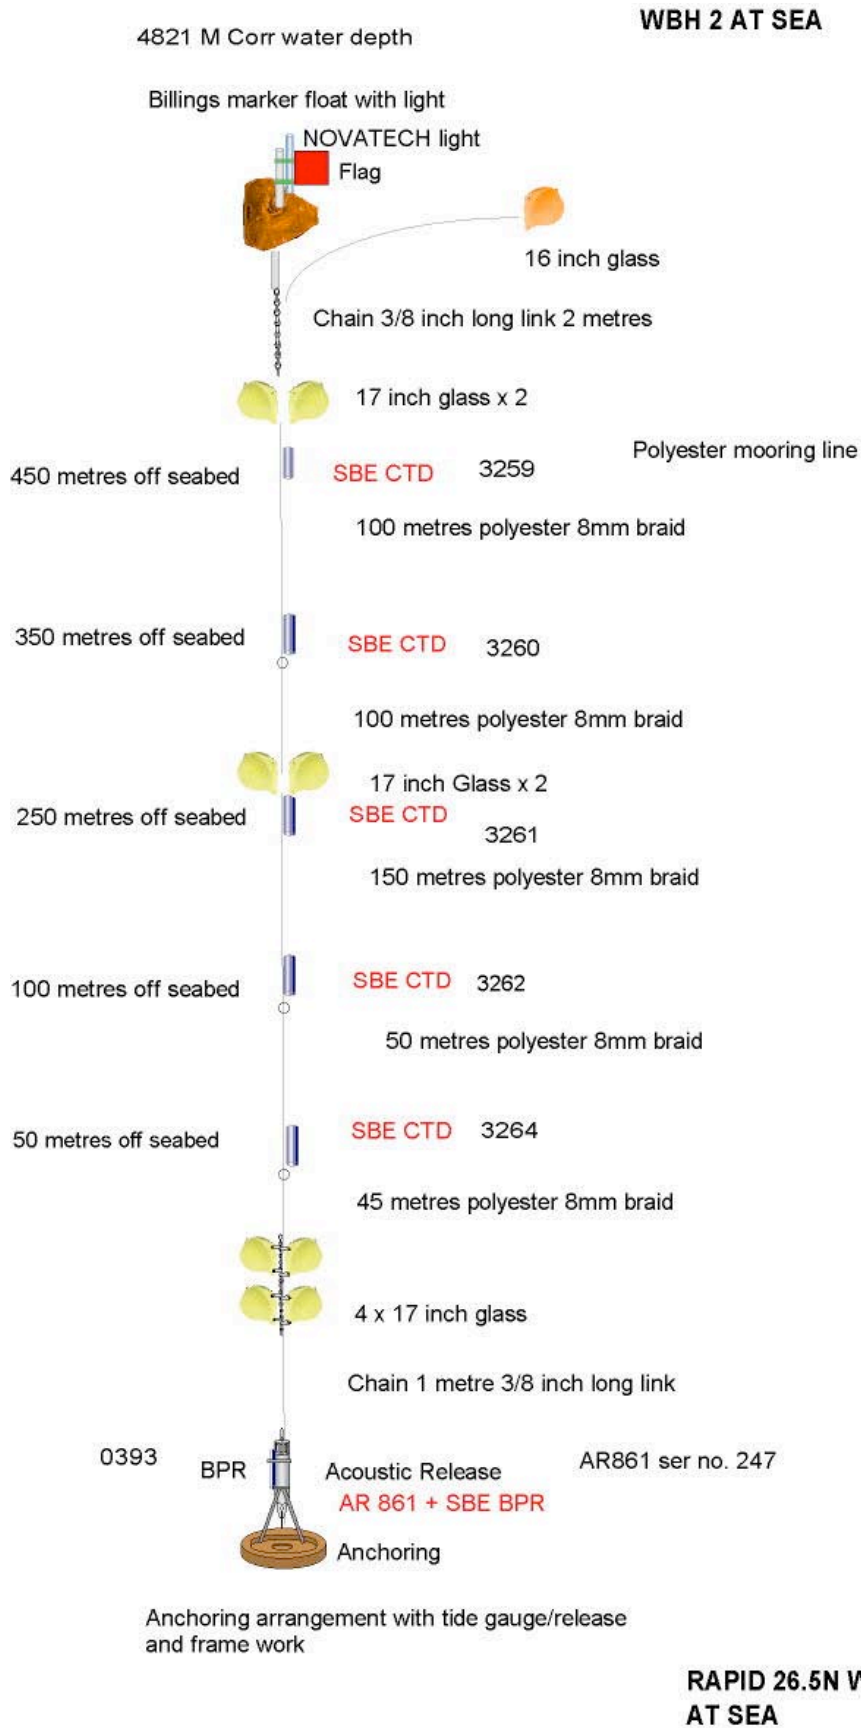 WBH 2 AT SEA
4821 M Corr water depth
Billings marker float with light
NOVATECH light
Flag
16 inch glass
Chain 3/8 inch long link 2 metres
17 inch glass x 2
Polyester mooring line
450 metres off seabed SBE CTD 3259
100 metres polyester 8mm braid
350 metres off seabed SBE CTD 3260
100 metres polyester 8mm braid
17 inch Glass x 2
250 metres off seabed SBE CTD
3261
150 metres polyester 8mm braid
100 metres off seabed SBE CTD 3262
50 metres polyester 8mm braid
50 metres off seabed SBE CTD 3264
45 metres polyester 8mm braid
4 x 17 inch glass
Chain 1 metre 3/8 inch long link
0393 BPR Acoustic Release AR861 ser no. 247
AR 861 + SBE BPR
Anchoring
Anchoring arrangement with tide gauge/release
and frame work
RAPID 26.5N W
AT SEA